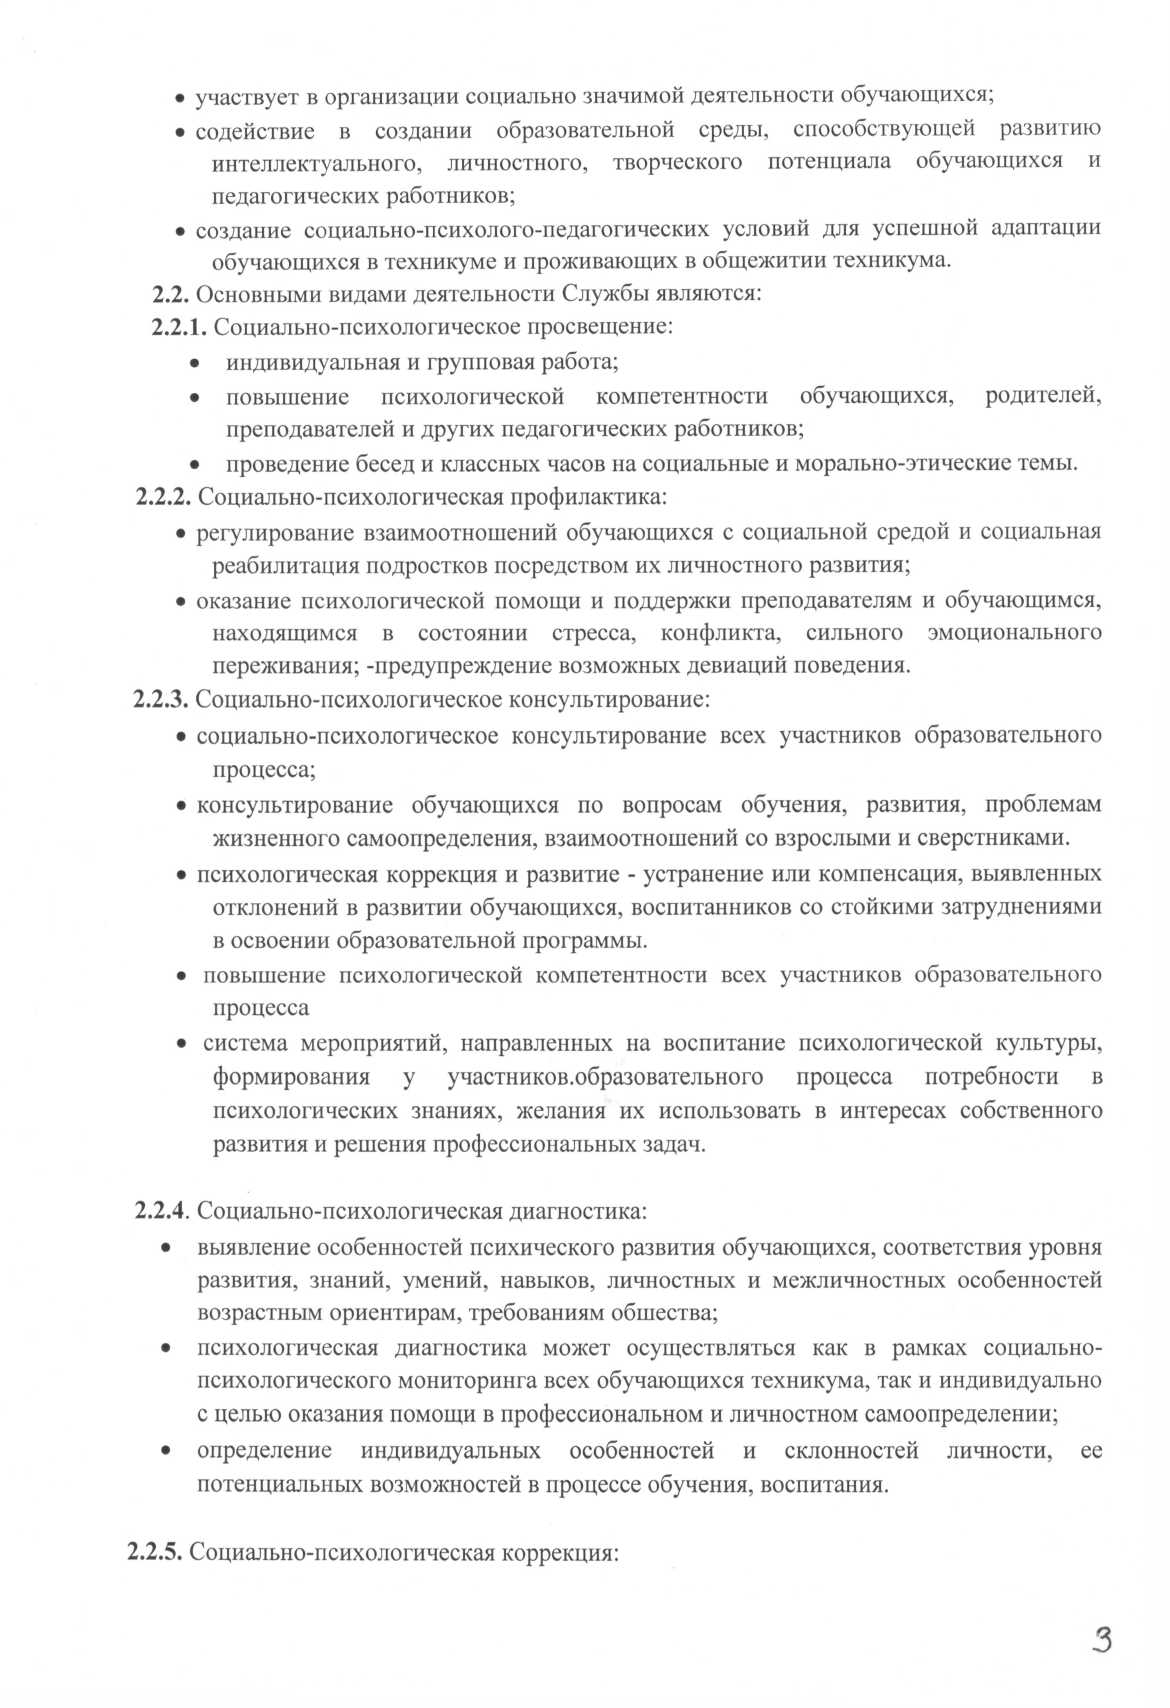 • участвует в организации социально значимой деятельности обучающихся;
• содействие в создании образовательной среды, способствующей развитию
интеллектуального, личностного, творческого потенциала обучающихся и
педагогических работников;
• создание социально-психолого-педагогических условий для успешной адаптации
обучающихся в техникуме и проживающих в общежитии техникума.
2.2. Основными видами деятельности Службы являются:
2.2.1. Социально-психологическое просвещение:
• индивидуальная и групповая работа;
• повышение психологической компетентности обучающихся, родителей,
преподавателей и других педагогических работников;
• проведение бесед и классных часов на социальные и морально-этические темы.
2.2.2. Социально-психологическая профилактика:
• регулирование взаимоотношений обучающихся с социальной средой и социальная
реабилитация подростков посредством их личностного развития;
• оказание психологической помощи и поддержки преподавателям и обучающимся,
находящимся в состоянии стресса, конфликта, сильного эмоционального
переживания; -предупреждение возможных девиаций поведения.
2.2.3. Социально-психологическое консультирование:
• социально-психологическое консультирование всех участников образовательного
процесса;
• консультирование обучающихся по вопросам обучения, развития, проблемам
жизненного самоопределения, взаимоотношений со взрослыми и сверстниками.
• психологическая коррекция и развитие - устранение или компенсация, выявленных
отклонений в развитии обучающихся, воспитанников со стойкими затруднениями
в освоении образовательной программы.
• повышение психологической компетентности всех участников образовательного
процесса
• система мероприятий, направленных на воспитание психологической культуры,
формирования у участников.образовательного процесса потребности в
психологических знаниях, желания их использовать в интересах собственного
развития и решения профессиональных задач.
2.2.4. Социально-психологическая диагностика:
• выявление особенностей психического развития обучающихся, соответствия уровня
развития, знаний, умений, навыков, личностных и межличностных особенностей
возрастным ориентирам, требованиям обшества;
• психологическая диагностика может осуществляться как в рамках социально-
психологического мониторинга всех обучающихся техникума, так и индивидуально
с целью оказания помощи в профессиональном и личностном самоопределении;
• определение индивидуальных особенностей и склонностей личности, ее
потенциальных возможностей в процессе обучения, воспитания.
2.2.5. Социально-психологическая коррекция:
3